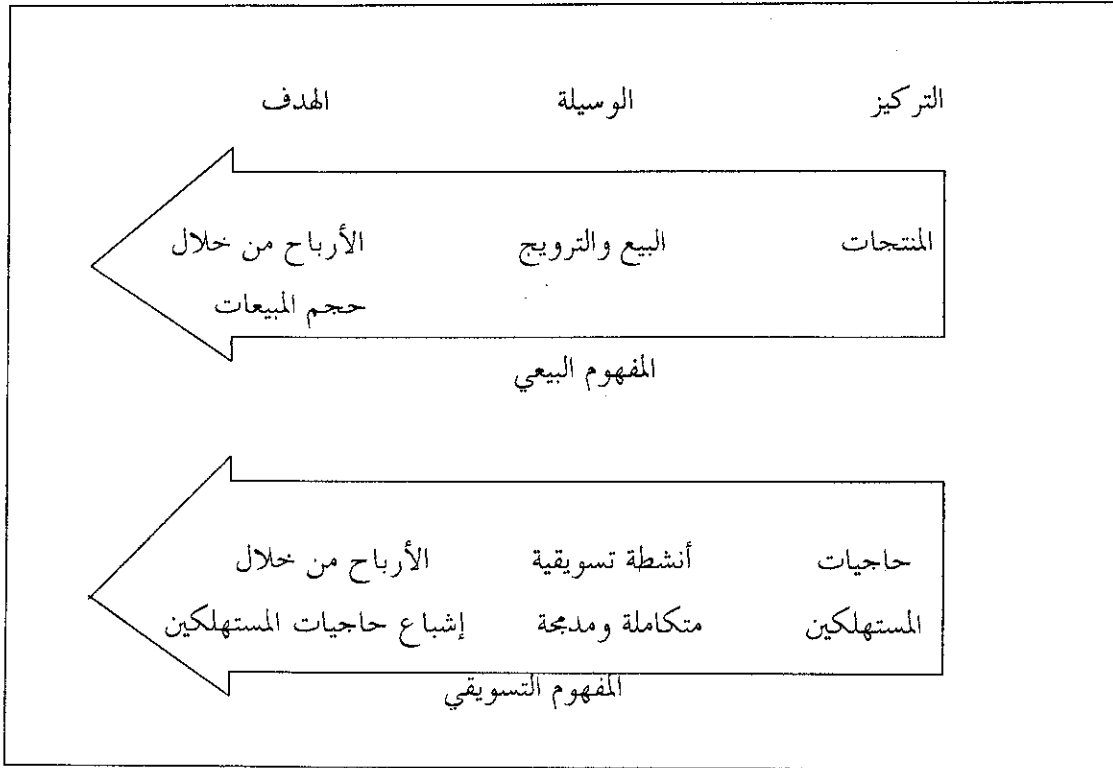 التركيز الوسيلة الهدف
المنتجات البيع والترويج الأرباح من خلال
حجم المبيعات
المفهوم البيعي
حاجيات أنشطة تسويقية الأرباح من خلال
المستهلكين متكاملة ومدمجة إشباع حاجيات المستهلكين
المفهوم التسويقي